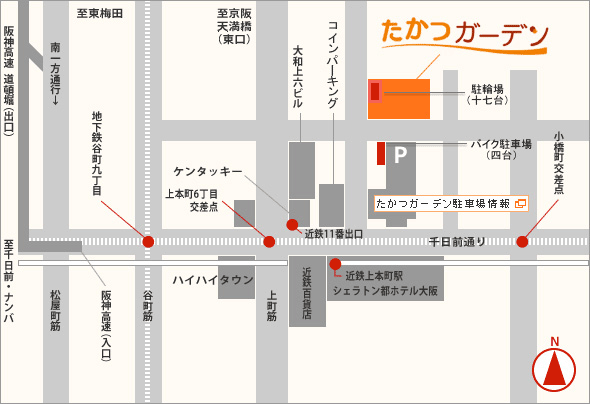 至東梅田
至京阪
天満橋
(東口)
コインパーキング
たかつガーデン
阪神高速 道頓堀(出口)
南一方通行→
大和上六ビル
駐輪場
(十七台)
地下鉄谷町九丁目
バイク駐車場
(四台)
P
小橋町交差点
ケンタッキー
上本町6丁目
交差点
たかつガーデン駐車場情報
近鉄11番出口
千日前通り
至千日前・ナンバ
ハイハイタウン
近鉄百貨店
近鉄上本町駅
シェラトン都ホテル大阪
松屋町筋
阪神高速(入口)
谷町筋
上町筋
N